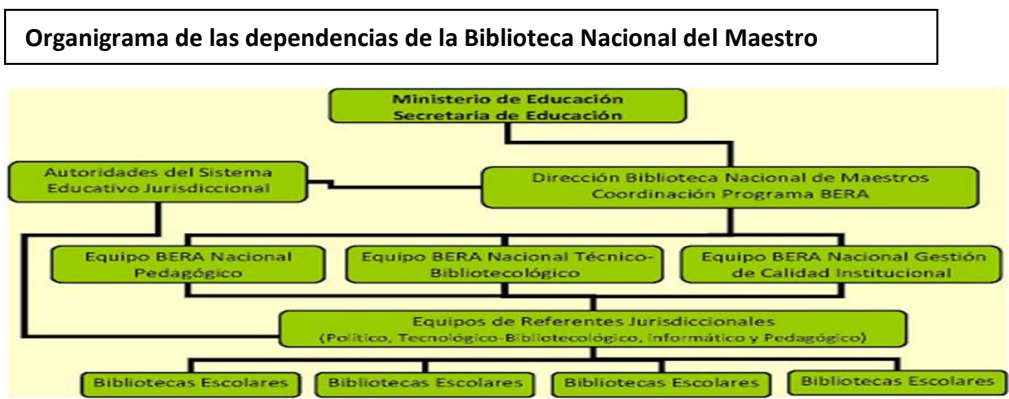 Organigrama de las dependencias de la Biblioteca Nacional del Maestro
Ministerio de Educación
Secretaría de Educación
Autoridades del Sistema
Educativo Jurisdiccional
Dirección Biblioteca Nacional de Maestros
Coordinación Programa BERA
Equipo BERA Nacional
Pedagógico
Equipo BERA Nacional Técnico-
Bibliotecológico
Equipo BERA Nacional Gestión
de Calidad Institucional
Equipos de Referentes Jurisdiccionales
(Político, Tecnológico-Bibliotecológico, informático y Pedagógico)
Bibliotecas Escolares
Bibliotecas Escolares
Bibliotecas Escolares
Bibliotecas Escolares